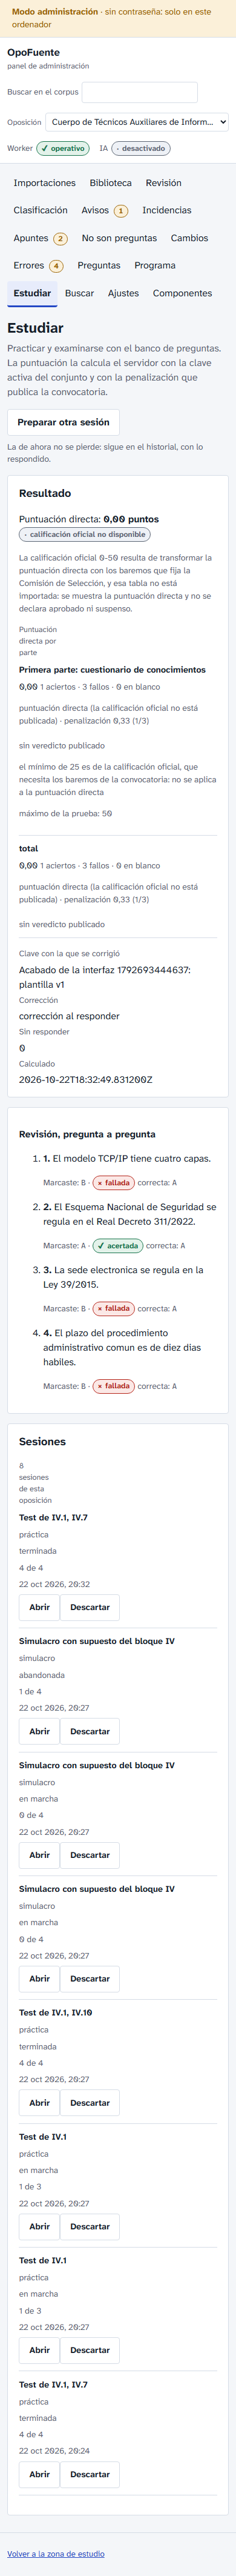 Modo administración · sin contraseña: solo en este
ordenador
OpoFuente
panel de administración
Buscar en el corpus
Oposición Cuerpo de Técnicos Auxiliares de Inform...
Worker ✓ operativo IA · desactivado
Importaciones Biblioteca Revisión
Clasificación Avisos 1 Incidencias
Apuntes 2 No son preguntas Cambios
Errores 4 Preguntas Programa
Estudiar Buscar Ajustes Componentes
Estudiar
Practicar y examinarse con el banco de preguntas.
La puntuación la calcula el servidor con la clave
activa del conjunto y con la penalización que
publica la convocatoria.
Preparar otra sesión
La de ahora no se pierde: sigue en el historial, con lo
respondido.
Resultado
Puntuación directa: 0,00 puntos
· calificación oficial no disponible
La calificación oficial 0-50 resulta de transformar la
puntuación directa con los baremos que fija la
Comisión de Selección, y esa tabla no está
importada: se muestra la puntuación directa y no se
declara aprobado ni suspenso.
Puntuación
directa por
parte
Primera parte: cuestionario de conocimientos
0,00 1 aciertos · 3 fallos · 0 en blanco
puntuación directa (la calificación oficial no está
publicada) · penalización 0,33 (1/3)
sin veredicto publicado
el mínimo de 25 es de la calificación oficial, que
necesita los baremos de la convocatoria: no se aplica
a la puntuación directa
máximo de la prueba: 50
total
0,00 1 aciertos · 3 fallos · 0 en blanco
puntuación directa (la calificación oficial no está
publicada) · penalización 0,33 (1/3)
sin veredicto publicado
Clave con la que se corrigió
Acabado de la interfaz 1792693444637:
plantilla v1
Corrección
corrección al responder
Sin responder
0
Calculado
2026-10-22T18:32:49.831200Z
Revisión, pregunta a pregunta
1. 1. El modelo TCP/IP tiene cuatro capas.
Marcaste: B · × fallada correcta: A
2. 2. El Esquema Nacional de Seguridad se
regula en el Real Decreto 311/2022.
Marcaste: A · ✓ acertada correcta: A
3. 3. La sede electronica se regula en la
Ley 39/2015.
Marcaste: B · × fallada correcta: A
4. 4. El plazo del procedimiento
administrativo comun es de diez dias
habiles.
Marcaste: B · × fallada correcta: A
Sesiones
8
sesiones
de esta
oposición
Test de IV.1, IV.7
práctica
terminada
4 de 4
22 oct 2026, 20:32
Abrir Descartar
Simulacro con supuesto del bloque IV
simulacro
abandonada
1 de 4
22 oct 2026, 20:27
Abrir Descartar
Simulacro con supuesto del bloque IV
simulacro
en marcha
0 de 4
22 oct 2026, 20:27
Abrir Descartar
Simulacro con supuesto del bloque IV
simulacro
en marcha
0 de 4
22 oct 2026, 20:27
Abrir Descartar
Test de IV.1, IV.10
práctica
terminada
4 de 4
22 oct 2026, 20:27
Abrir Descartar
Test de IV.1
práctica
en marcha
1 de 3
22 oct 2026, 20:27
Abrir Descartar
Test de IV.1
práctica
en marcha
1 de 3
22 oct 2026, 20:27
Abrir Descartar
Test de IV.1, IV.7
práctica
terminada
4 de 4
22 oct 2026, 20:24
Abrir Descartar
Volver a la zona de estudio